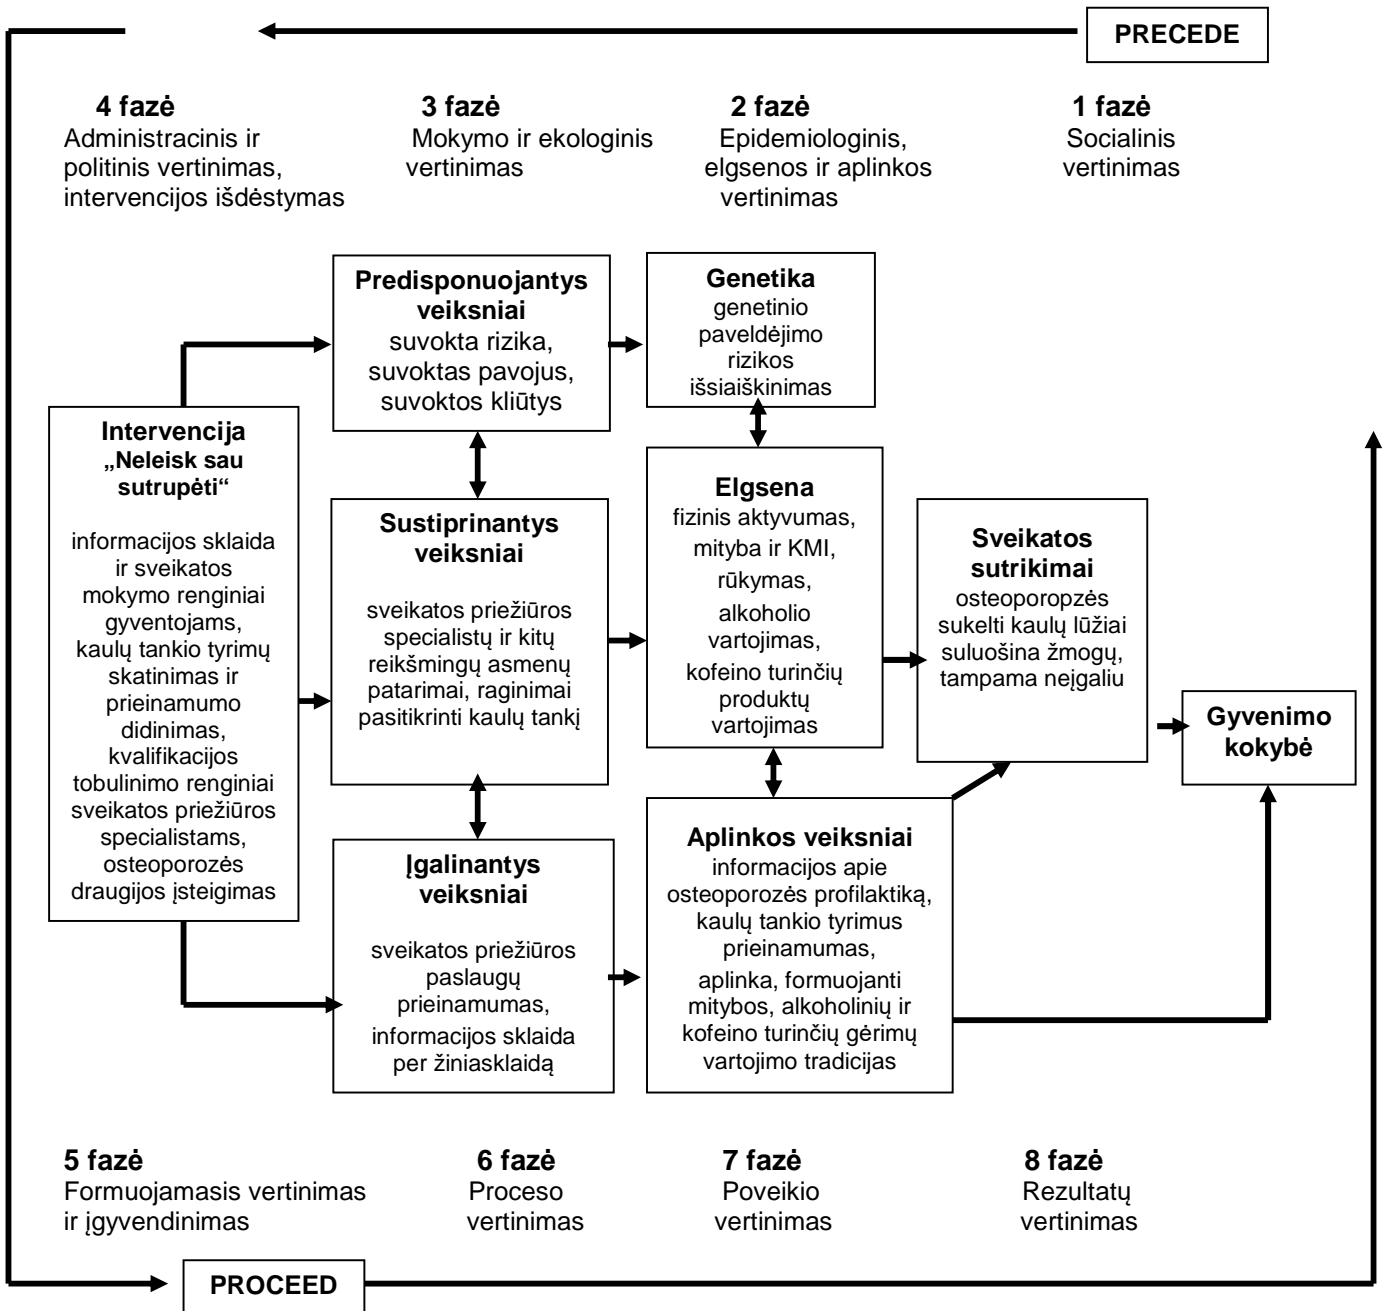 PRECEDE
4 fazė
Administracinis ir
politinis vertinimas,
intervencijos išdėstymas
3 fazė
Mokymo ir ekologinis
vertinimas
2 fazė
Epidemiologinis,
elgsenos ir aplinkos
vertinimas
1 fazė
Socialinis
vertinimas
Intervencija
„Neleisk sau
sutrupėti“
informacijos sklaida
ir sveikatos
mokymo renginiai
gyventojams,
kaulų tankio tyrimų
skatinimas ir
prieinamumo
didinimas,
kvalifikacijos
tobulinimo renginiai
sveikatos priežiūros
specialistams,
osteoporozės
draugijos įsteigimas
Predisponuojantys
veiksniai
suvokta rizika,
suvoktas pavojus,
suvoktos kliūtys
Sustiprinantys
veiksniai
sveikatos priežiūros
specialistų ir kitų
reikšmingų asmenų
patarimai, raginimai
pasitikrinti kaulų tankį
Įgalinantys
veiksniai
sveikatos priežiūros
paslaugų
prieinamumas,
informacijos sklaida
per žiniasklaidą
Genetika
genetinio
paveldėjimo
rizikos
išsiaiškinimas
Elgsena
fizinis aktyvumas,
mityba ir KMI,
rūkymas,
alkoholio
vartojimas,
kofeino turinčių
produktų
vartojimas
Aplinkos veiksniai
informacijos apie
osteoporozės profilaktiką,
kaulų tankio tyrimus
prieinamumas,
aplinka, formuojanti
mitybos, alkoholinių ir
kofeino turinčių gėrimų
vartojimo tradicijas
Sveikatos
sutrikimai
osteoporopzės
sukelti kaulų lūžiai
suluošina žmogų,
tampama neįgaliu
Gyvenimo
kokybė
5 fazė
Formuojamasis vertinimas
ir įgyvendinimas
6 fazė
Proceso
vertinimas
7 fazė
Poveikio
vertinimas
8 fazė
Rezultatų
vertinimas
PROCEED